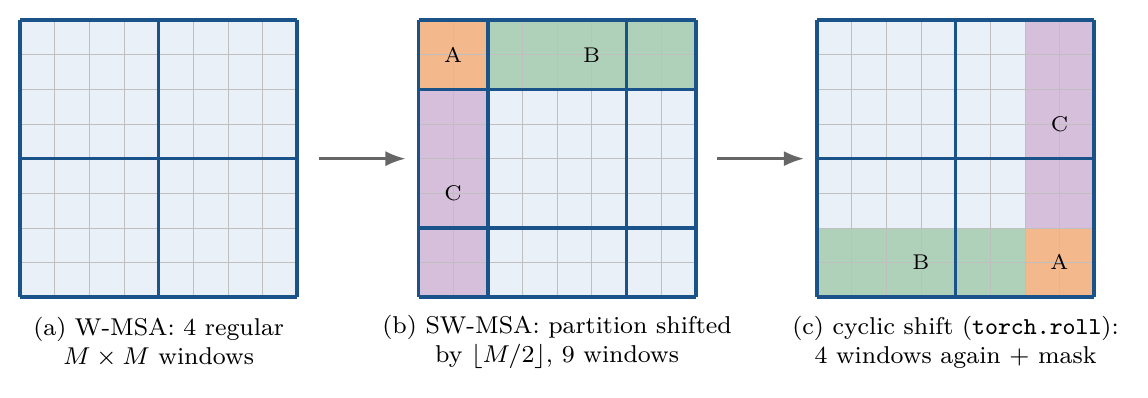 A
B
C
C
B
A
(a) W-MSA: 4 regular
M × M windows
(b) SW-MSA: partition shifted
by ⌊M/2⌋, 9 windows
(c) cyclic shift (torch.roll):
4 windows again + mask